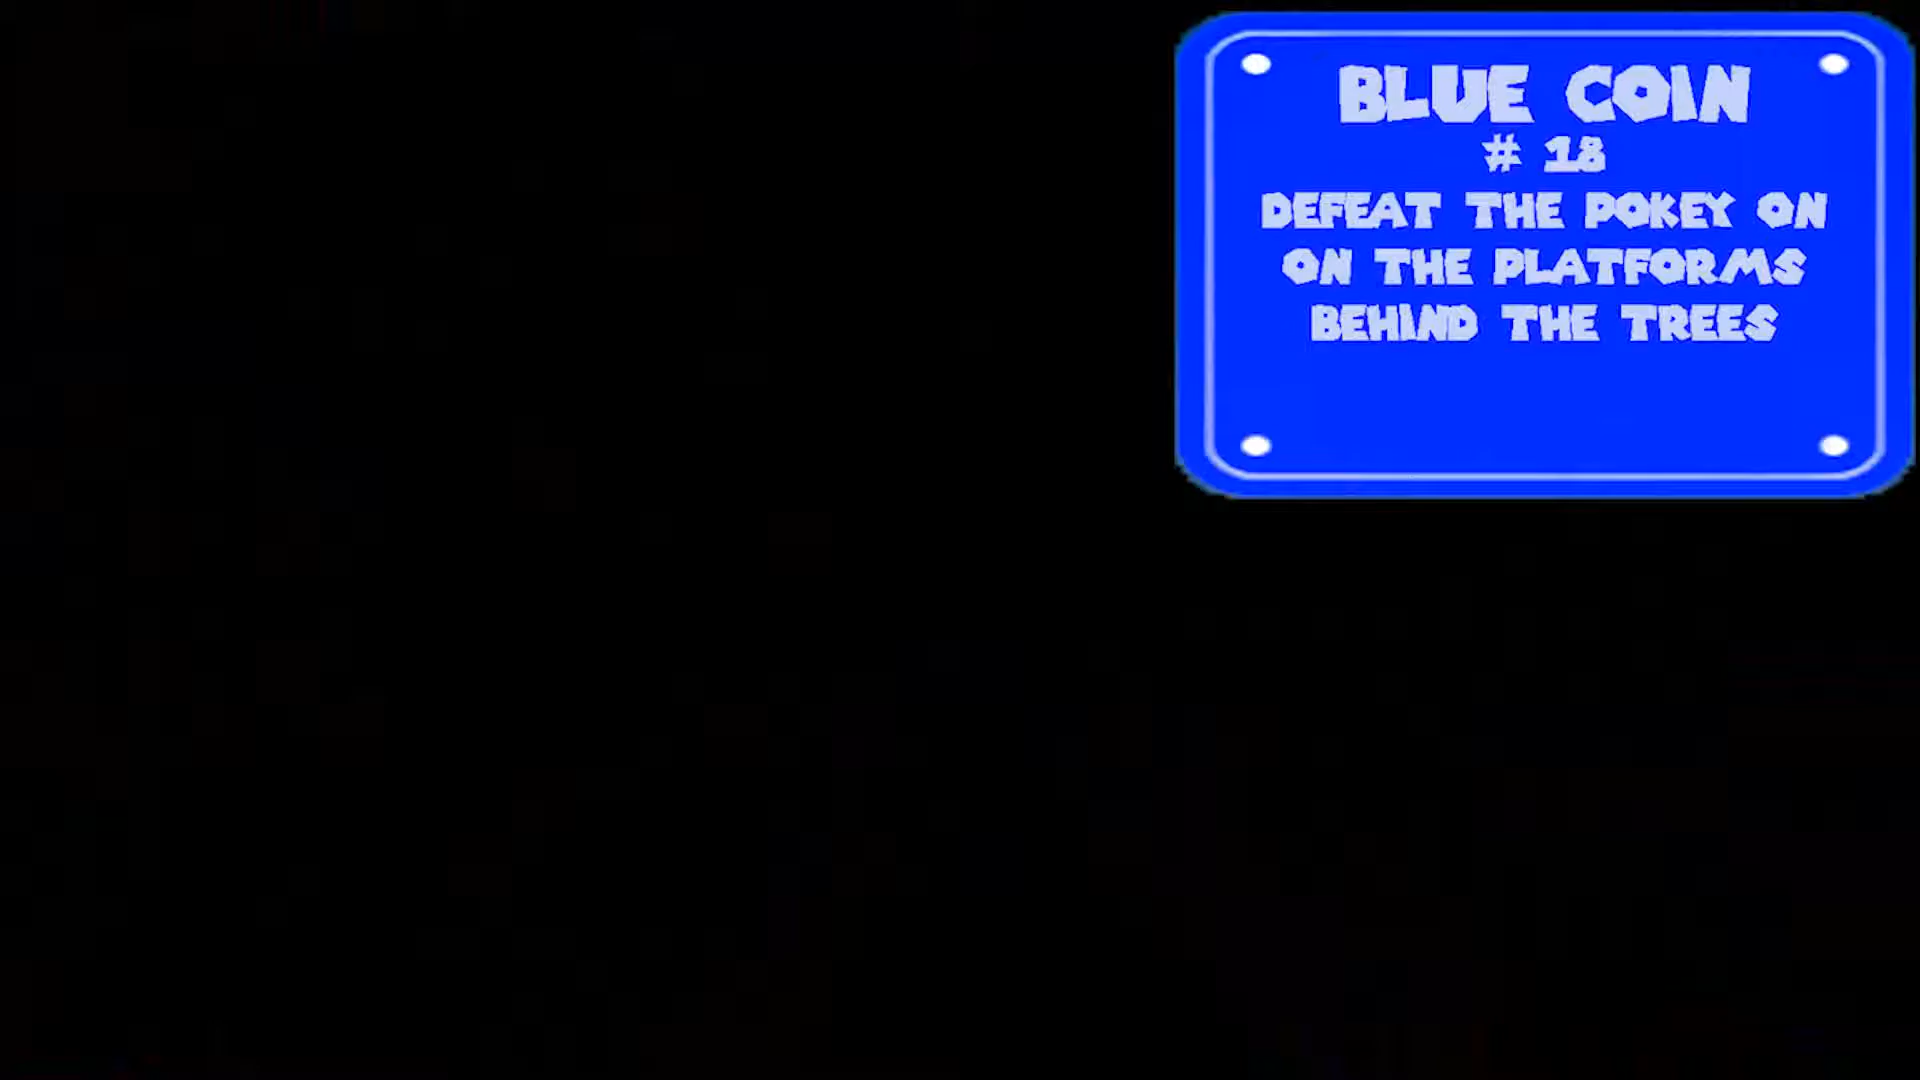 BLUE COIN
# 18
DEFEAT THE POKEY ON
ON THE PLATFORMS
BEHIND THE TREES